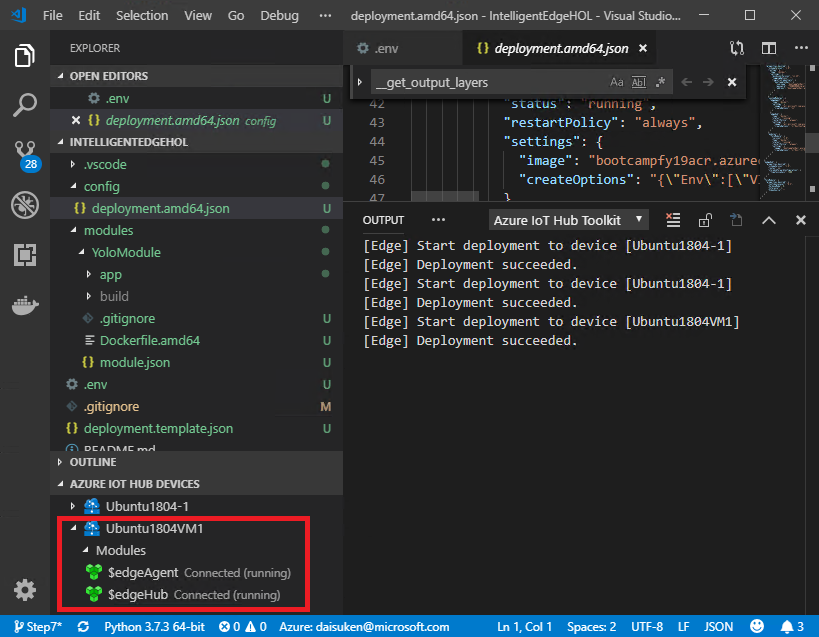 File Edit Selection View Go Debug ··· deployment.amd64.json - IntelligentEdgeHOL - Visual Studio...
EXPLORER
OPEN EDITORS
.env U
{} deployment.amd64.json config U
INTELLIGENTEDGEHOL
.vscode
config
{} deployment.amd64.json U
modules
YoloModule
app
build
.gitignore U
Dockerfile.amd64 U
{} module.json U
.env U
.gitignore M
{} deployment.template.json U
README.md
OUTLINE
AZURE IOT HUB DEVICES
Ubuntu1804-1
Ubuntu1804VM1
Modules
$edgeAgent Connected (running)
$edgeHub Connected (running)
28
.env {} deployment.amd64.json
__get_output_layers Aa Abl .*
42 "status": "running",
43 "restartPolicy": "always",
44 "settings": {
45 "image": "bootcampfy19acr.azurec
46 "createOptions": "{\"Env\":[\"V
47 }
OUTPUT ··· Azure IoT Hub Toolkit
[Edge] Start deployment to device [Ubuntu1804-1]
[Edge] Deployment succeeded.
[Edge] Start deployment to device [Ubuntu1804-1]
[Edge] Deployment succeeded.
[Edge] Start deployment to device [Ubuntu1804VM1]
[Edge] Deployment succeeded.
Step7* Python 3.7.3 64-bit 0 0 Azure: daisuken@microsoft.com Ln 1, Col 1 Spaces: 2 UTF-8 LF JSON 3